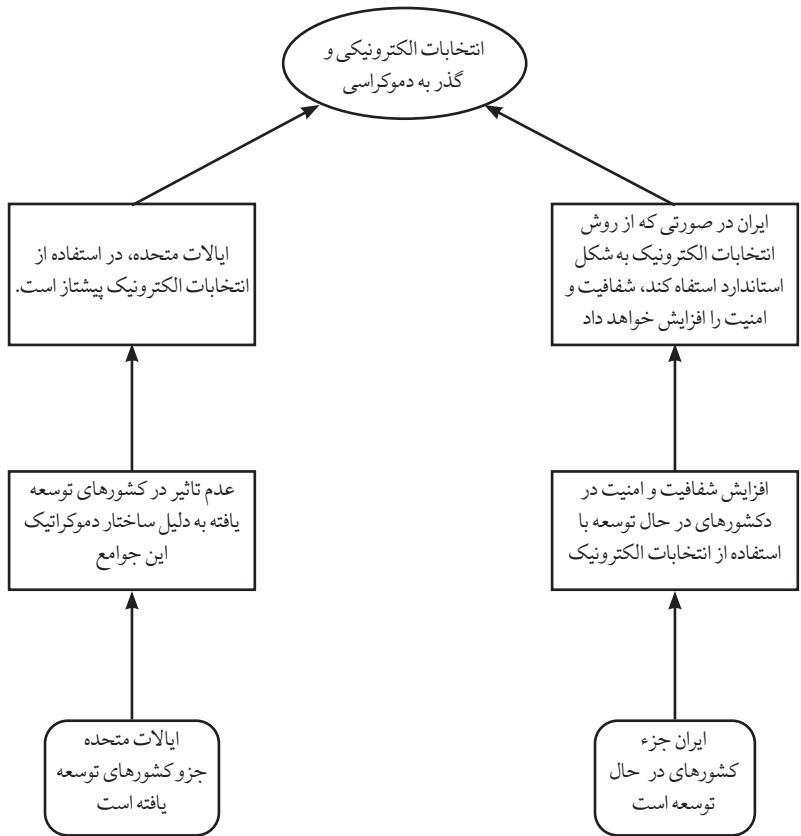 انتخابات الکترونیکی و
گذر به دموکراسی
ایران در صورتی که از روش
انتخابات الکترونیک به شکل
استاندارد استفاه کند، شفافیت و
امنیت را افزایش خواهد داد
ایالات متحده، در استفاده از
انتخابات الکترونیک پیشتاز است.
افزایش شفافیت و امنیت در
دکشورهای در حال توسعه با
استفاده از انتخابات الکترونیک
عدم تاثیر در کشورهای توسعه
یافته به دلیل ساختار دموکراتیک
این جوامع
ایران جزء
کشورهای در حال
توسعه است
ایالات متحده
جزو کشورهای توسعه
یافته است